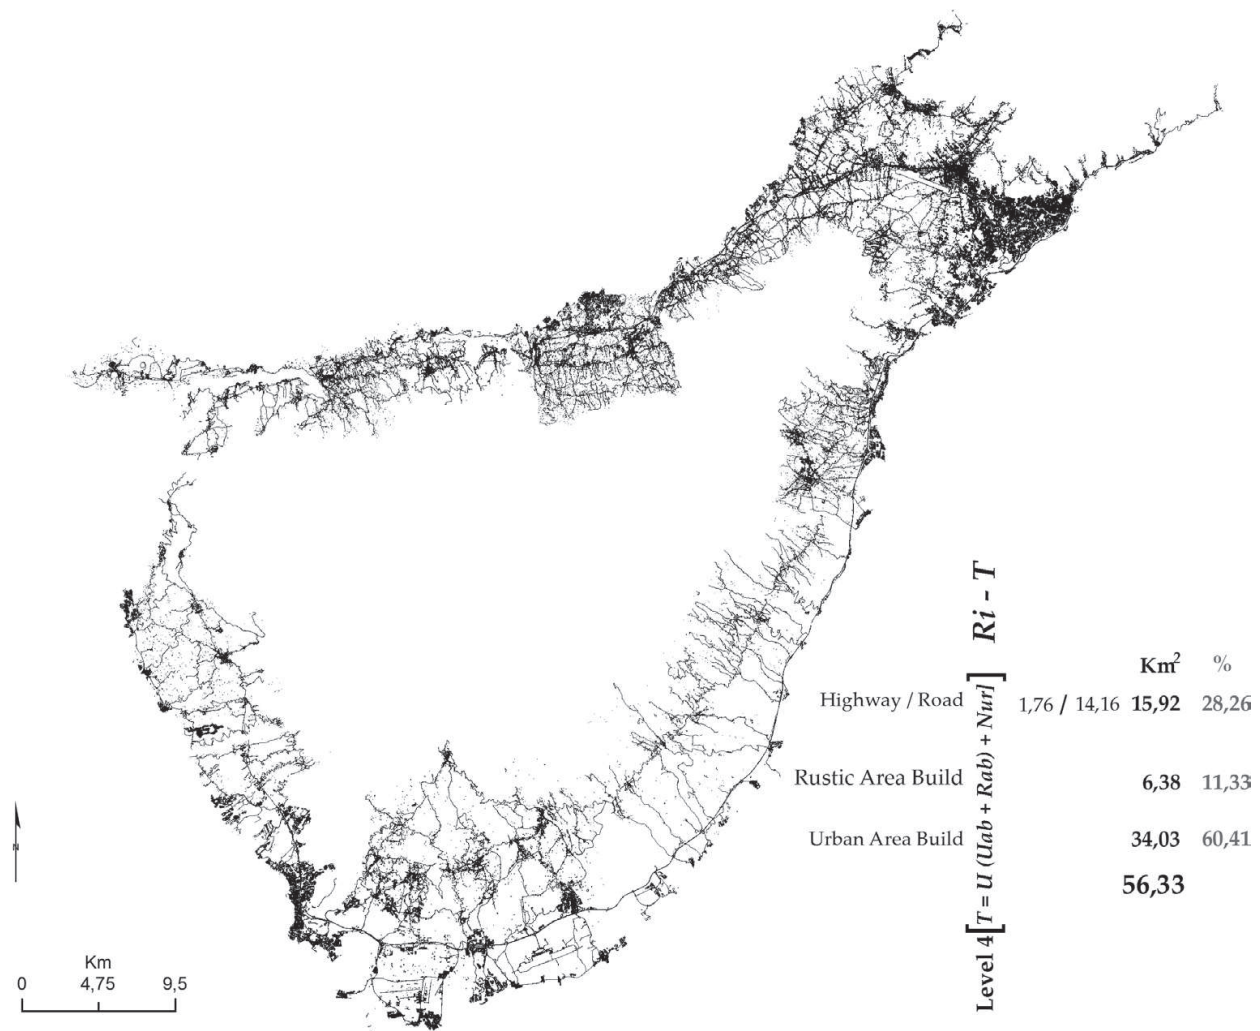 Km² %
Highway / Road 1,76 / 14,16 15,92 28,26
Rustic Area Build 6,38 11,33
Urban Area Build 34,03 60,41
56,33
Level 4 [T = U (Uab + Rab) + Nurl] Ri - T
N
Km
0 4,75 9,5